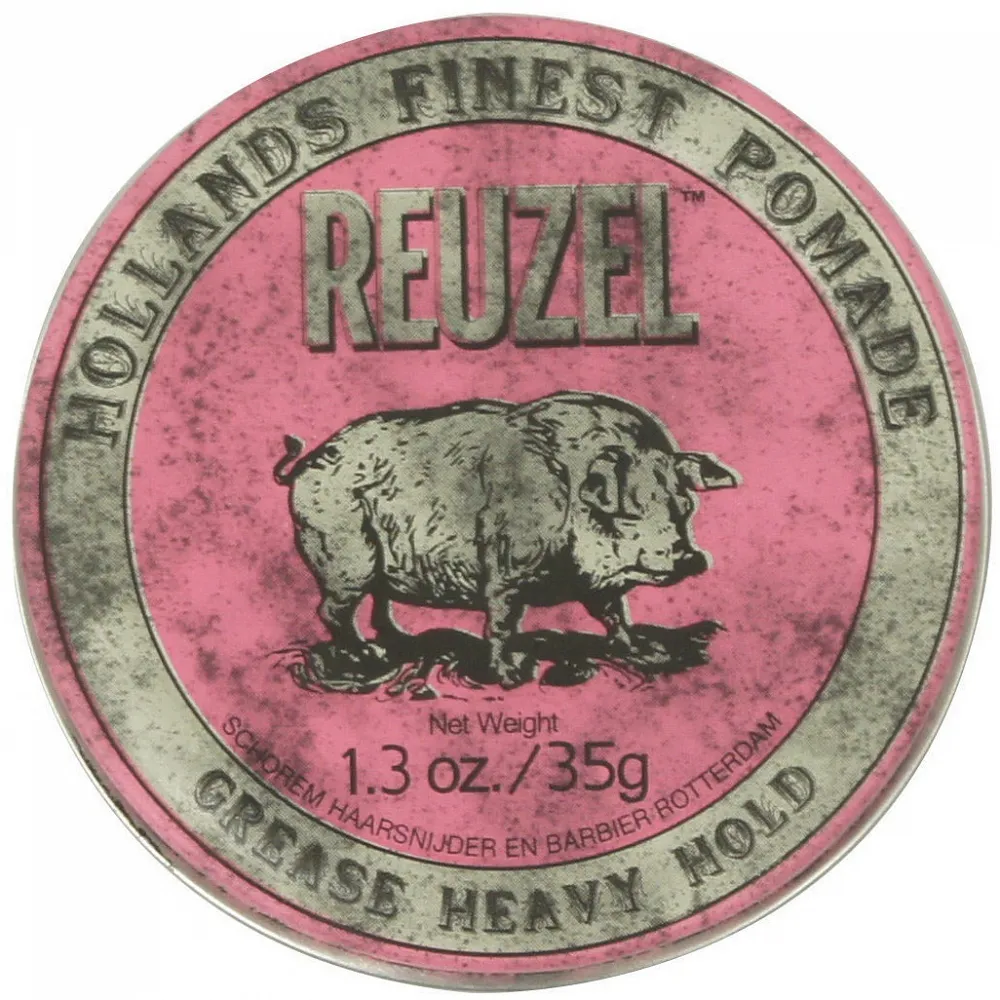 HOLLANDS FINEST POMADE
REUZEL™
Net Weight
1.3 oz./35g
SCHOREM HAARSNIJDER EN BARBIER·ROTTERDAM
GREASE HEAVY HOLD